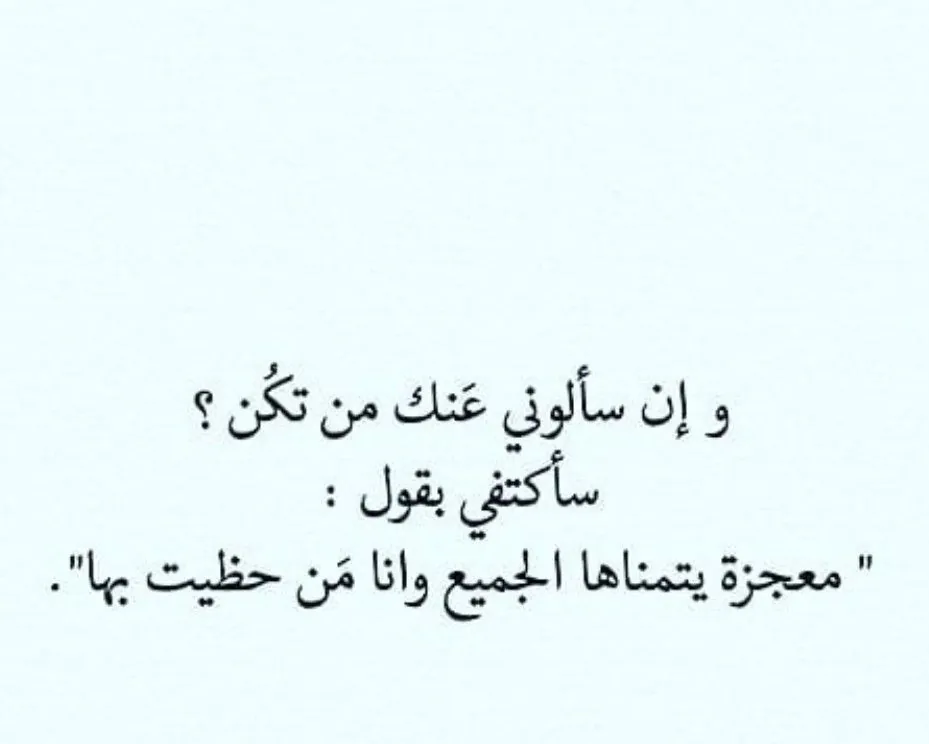 و إن سألوني عَنك من تكُن ؟
سأكتفي بقول :
" معجزة يتمناها الجميع وانا مَن حظيت بها".